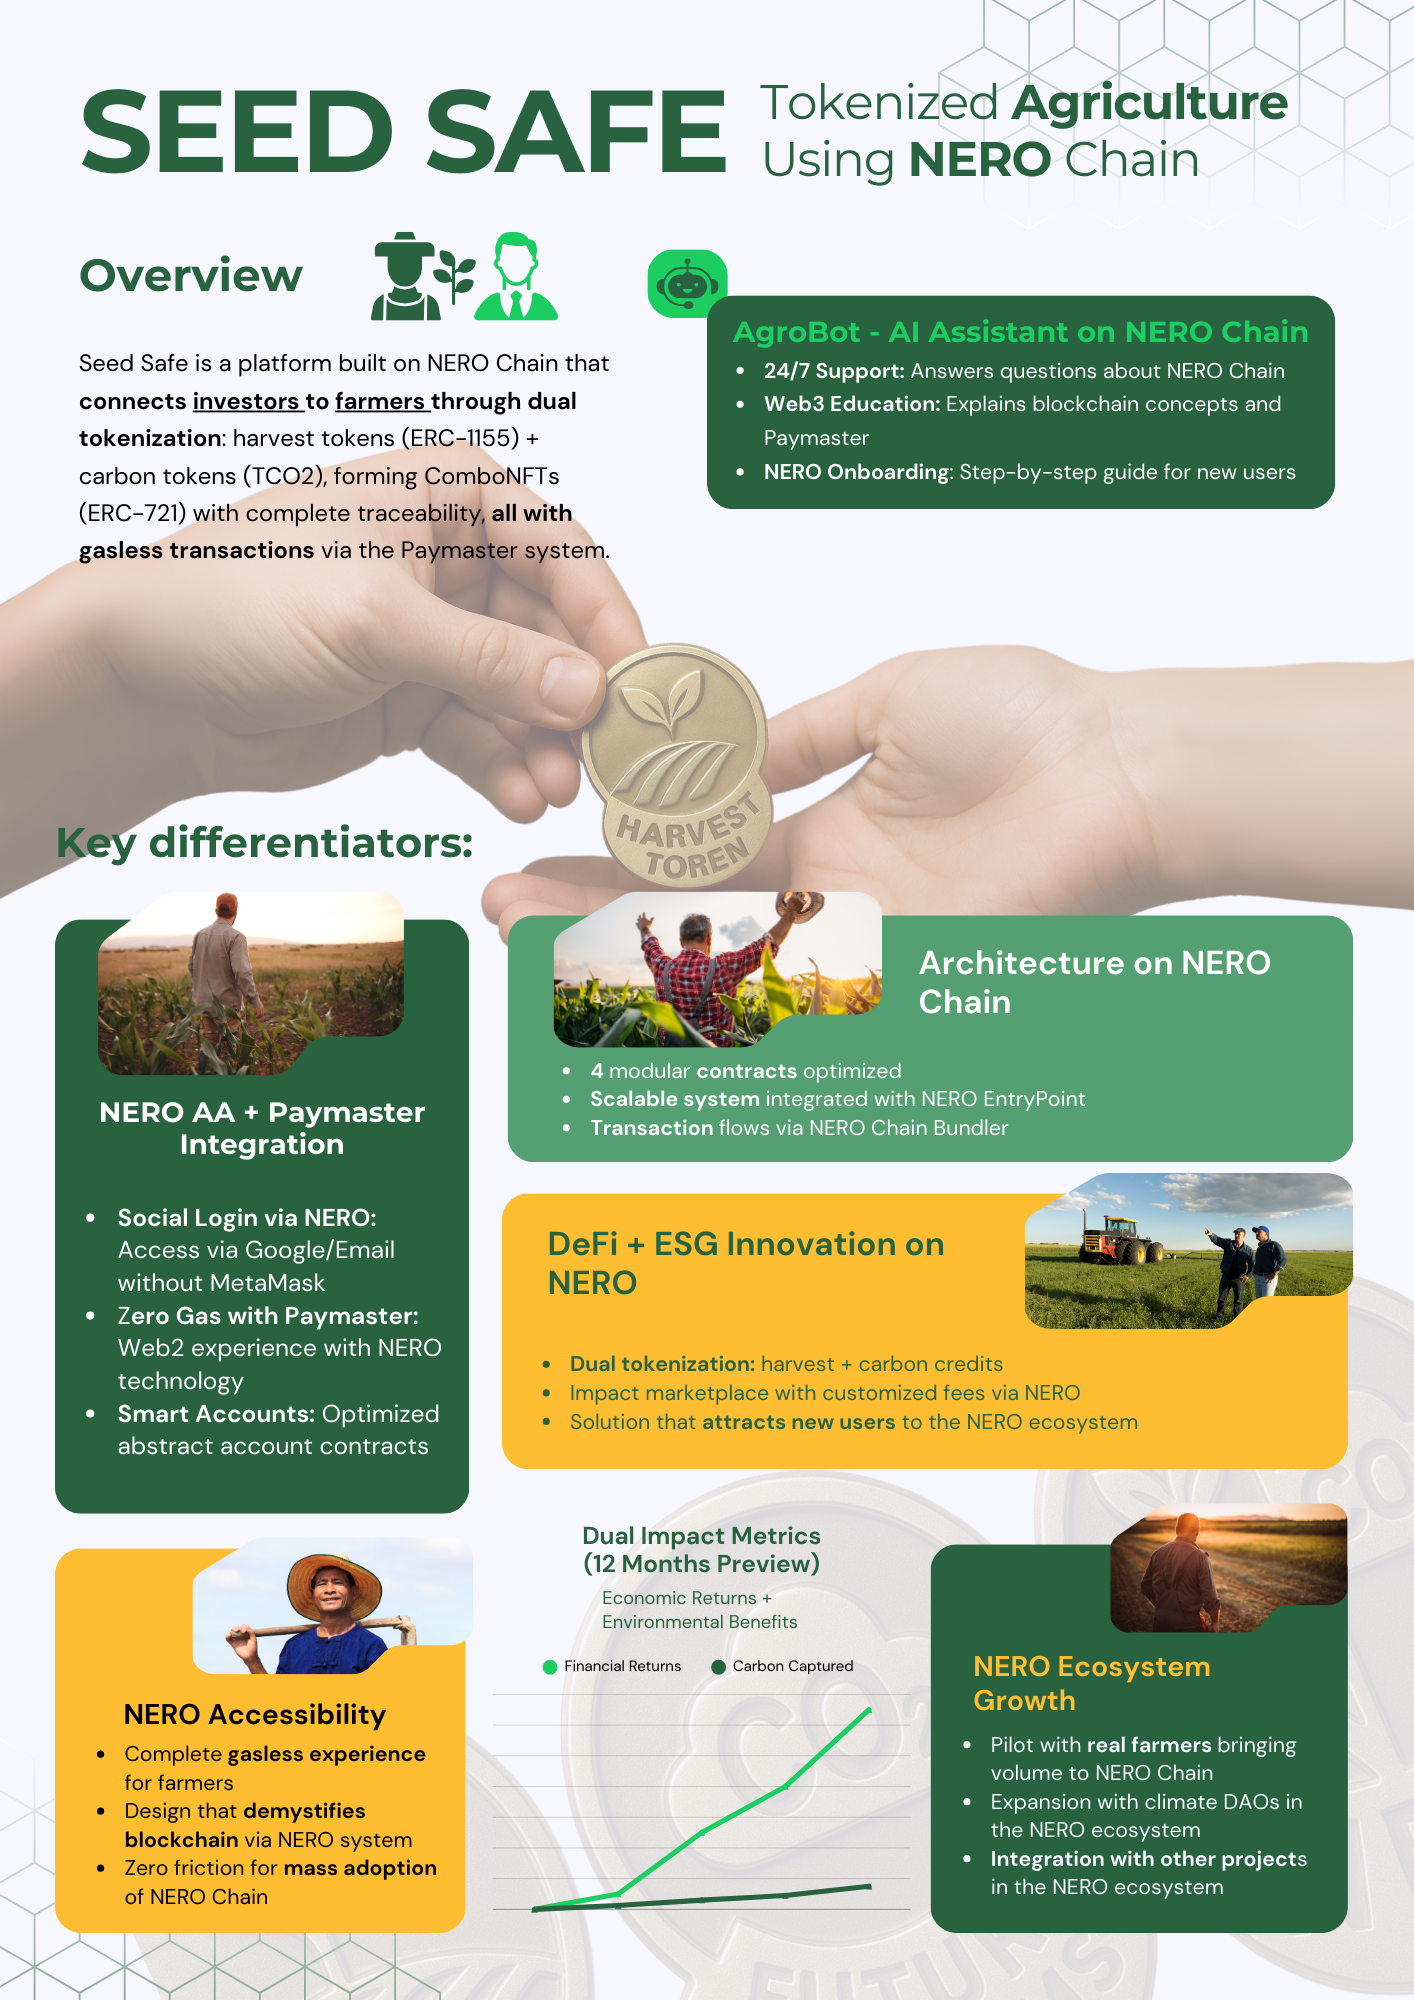 SEED SAFE
Tokenized Agriculture
Using NERO Chain
Overview
Seed Safe is a platform built on NERO Chain that
connects investors to farmers through dual
tokenization: harvest tokens (ERC-1155) +
carbon tokens (TCO2), forming ComboNFTs
(ERC-721) with complete traceability, all with
gasless transactions via the Paymaster system.
AgroBot - AI Assistant on NERO Chain
• 24/7 Support: Answers questions about NERO Chain
• Web3 Education: Explains blockchain concepts and
Paymaster
• NERO Onboarding: Step-by-step guide for new users
HARVEST
TOREN
Key differentiators:
NERO AA + Paymaster
Integration
• Social Login via NERO:
Access via Google/Email
without MetaMask
• Zero Gas with Paymaster:
Web2 experience with NERO
technology
• Smart Accounts: Optimized
abstract account contracts
Architecture on NERO
Chain
• 4 modular contracts optimized
• Scalable system integrated with NERO EntryPoint
• Transaction flows via NERO Chain Bundler
DeFi + ESG Innovation on
NERO
• Dual tokenization: harvest + carbon credits
• Impact marketplace with customized fees via NERO
• Solution that attracts new users to the NERO ecosystem
NERO Accessibility
• Complete gasless experience
for farmers
• Design that demystifies
blockchain via NERO system
• Zero friction for mass adoption
of NERO Chain
Dual Impact Metrics
(12 Months Preview)
Economic Returns +
Environmental Benefits
Financial Returns
Carbon Captured
NERO Ecosystem
Growth
• Pilot with real farmers bringing
volume to NERO Chain
• Expansion with climate DAOs in
the NERO ecosystem
• Integration with other projects
in the NERO ecosystem